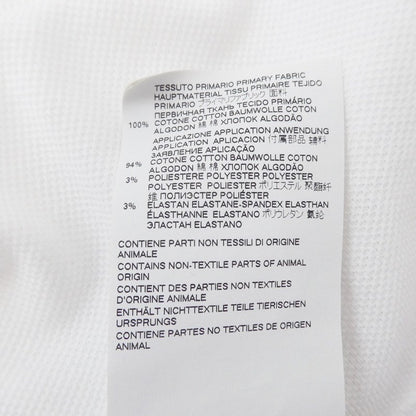 TESSUTO PRIMARIO PRIMARY FABRIC
HAUPTMATERIAL TISSU PRIMAIRE TEJIDO
PRIMARIO プライマリファブリック 面料
ПЕРВИЧНАЯ ТКАНЬ TECIDO PRIMÁRIO
100% COTONE COTTON BAUMWOLLE COTON
ALGODON 綿 棉 ХЛОПОК ALGODÃO
APPLICAZIONE APPLICATION ANWENDUNG
APPLICATION APLICACION 付属部品 辅料
ЗАЯВЛЕНИЕ APLICAÇÃO
94% COTONE COTTON BAUMWOLLE COTON
ALGODON 綿 棉 ХЛОПОК ALGODÃO
3% POLIESTERE POLYESTER POLYESTER
POLYESTER POLIESTER ポリエステル 聚酯纤
维 ПОЛИЭСТЕР POLIÉSTER
3% ELASTAN ELASTANE-SPANDEX ELASTHAN
ÉLASTHANNE ELASTANO ポリウレタン 氨纶
ЭЛАСТАН ELASTANO
CONTIENE PARTI NON TESSILI DI ORIGINE
ANIMALE
CONTAINS NON-TEXTILE PARTS OF ANIMAL
ORIGIN
CONTIENT DES PARTIES NON TEXTILES
D'ORIGINE ANIMALE
ENTHÄLT NICHTTEXTILE TEILE TIERISCHEN
URSPRUNGS
CONTIENE PARTES NO TEXTILES DE ORIGEN
ANIMAL